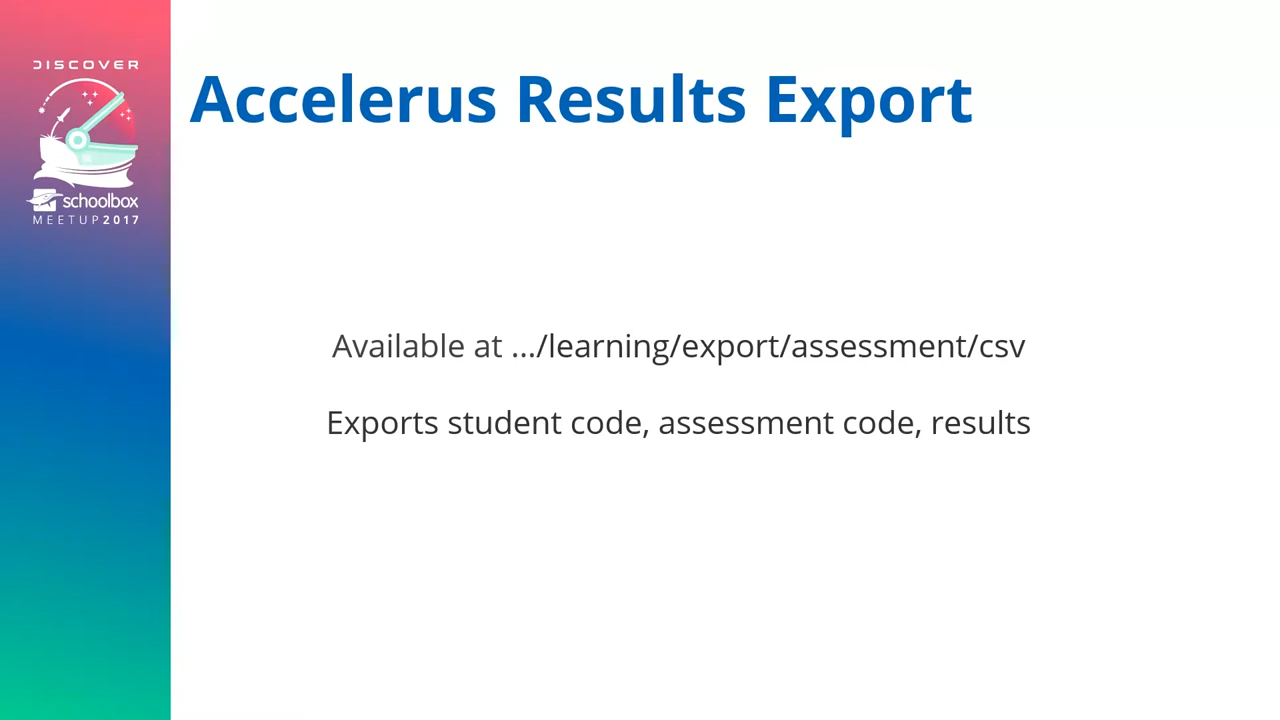 DISCOVER
schoolbox
MEETUP2017
Accelerus Results Export
Available at .../learning/export/assessment/csv
Exports student code, assessment code, results